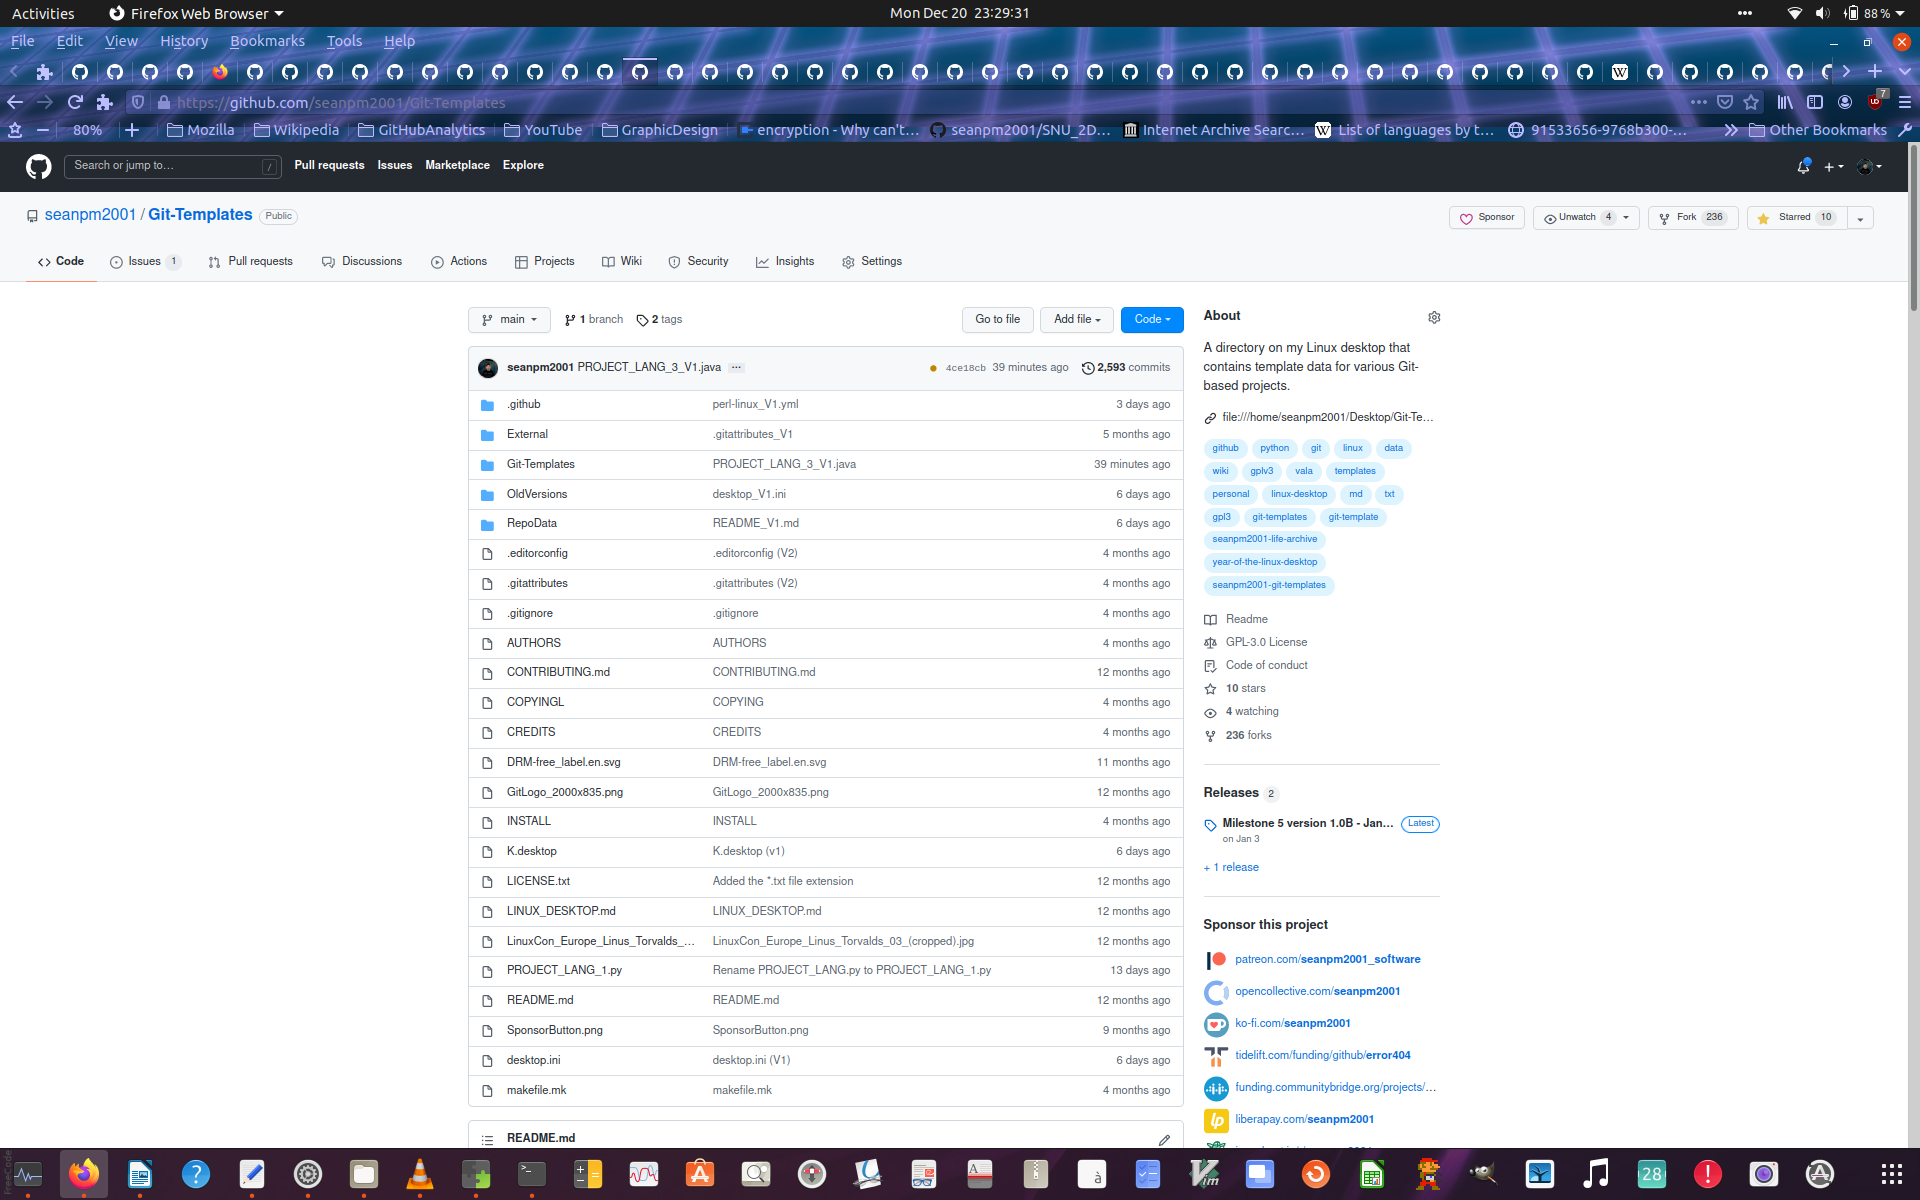 Activities
Firefox Web Browser
Mon Dec 20 23:29:31
88 %
File Edit View History Bookmarks Tools Help
https://github.com/seanpm2001/Git-Templates
7
80%
Mozilla
Wikipedia
GitHubAnalytics
YouTube
GraphicDesign
encryption - Why can't…
seanpm2001/SNU_2D…
Internet Archive Searc…
List of languages by t…
91533656-9768b300-…
Other Bookmarks
Search or jump to…
/
Pull requests Issues Marketplace Explore
seanpm2001 / Git-Templates Public
Sponsor
Unwatch 4
Fork 236
Starred 10
Code
Issues 1
Pull requests
Discussions
Actions
Projects
Wiki
Security
Insights
Settings
main
1 branch
2 tags
Go to file
Add file
Code
seanpm2001 PROJECT_LANG_3_V1.java ...
4ce18cb 39 minutes ago 2,593 commits
.github perl-linux_V1.yml 3 days ago
External .gitattributes_V1 5 months ago
Git-Templates PROJECT_LANG_3_V1.java 39 minutes ago
OldVersions desktop_V1.ini 6 days ago
RepoData README_V1.md 6 days ago
.editorconfig .editorconfig (V2) 4 months ago
.gitattributes .gitattributes (V2) 4 months ago
.gitignore .gitignore 4 months ago
AUTHORS AUTHORS 4 months ago
CONTRIBUTING.md CONTRIBUTING.md 12 months ago
COPYINGL COPYING 4 months ago
CREDITS CREDITS 4 months ago
DRM-free_label.en.svg DRM-free_label.en.svg 11 months ago
GitLogo_2000x835.png GitLogo_2000x835.png 12 months ago
INSTALL INSTALL 4 months ago
K.desktop K.desktop (v1) 6 days ago
LICENSE.txt Added the *.txt file extension 12 months ago
LINUX_DESKTOP.md LINUX_DESKTOP.md 12 months ago
LinuxCon_Europe_Linus_Torvalds_… LinuxCon_Europe_Linus_Torvalds_03_(cropped).jpg 12 months ago
PROJECT_LANG_1.py Rename PROJECT_LANG.py to PROJECT_LANG_1.py 13 days ago
README.md README.md 12 months ago
SponsorButton.png SponsorButton.png 9 months ago
desktop.ini desktop.ini (V1) 6 days ago
makefile.mk makefile.mk 4 months ago
README.md
About
A directory on my Linux desktop that
contains template data for various Git-
based projects.
file:///home/seanpm2001/Desktop/Git-Te…
github python git linux data
wiki gplv3 vala templates
personal linux-desktop md txt
gpl3 git-templates git-template
seanpm2001-life-archive
year-of-the-linux-desktop
seanpm2001-git-templates
Readme
GPL-3.0 License
Code of conduct
10 stars
4 watching
236 forks
Releases 2
Milestone 5 version 1.0B - Jan… Latest
on Jan 3
+ 1 release
Sponsor this project
patreon.com/seanpm2001_software
opencollective.com/seanpm2001
ko-fi.com/seanpm2001
tidelift.com/funding/github/error404
funding.communitybridge.org/projects/…
liberapay.com/seanpm2001
28